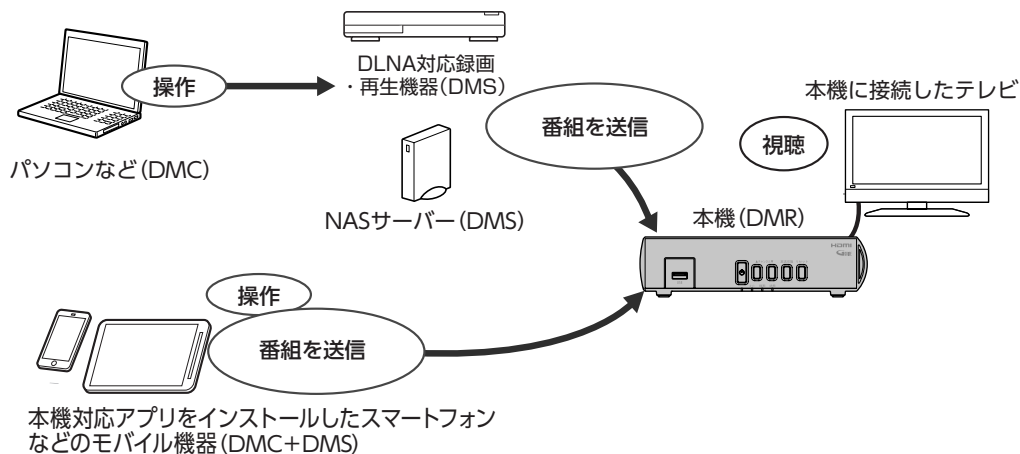 操作
DLNA対応録画
・再生機器(DMS)
パソコンなど(DMC)
NASサーバー(DMS)
番組を送信
本機に接続したテレビ
視聴
本機(DMR)
HDMI
操作
番組を送信
本機対応アプリをインストールしたスマートフォン
などのモバイル機器(DMC+DMS)